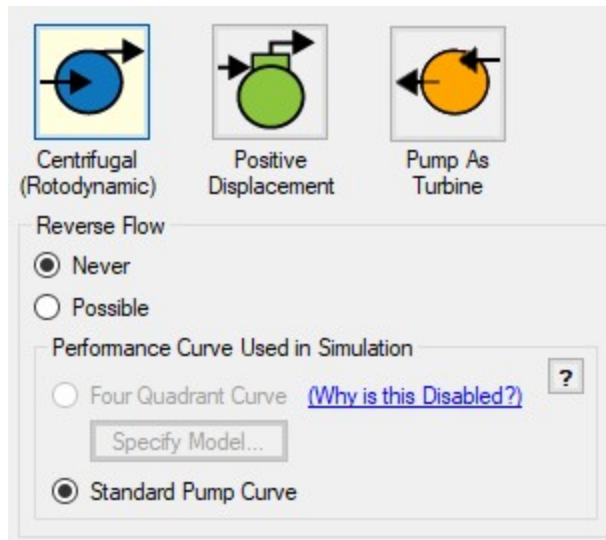 Centrifugal
(Rotodynamic)
Positive
Displacement
Pump As
Turbine
Reverse Flow
Never
Possible
Performance Curve Used in Simulation
?
Four Quadrant Curve (Why is this Disabled?)
Specify Model...
Standard Pump Curve